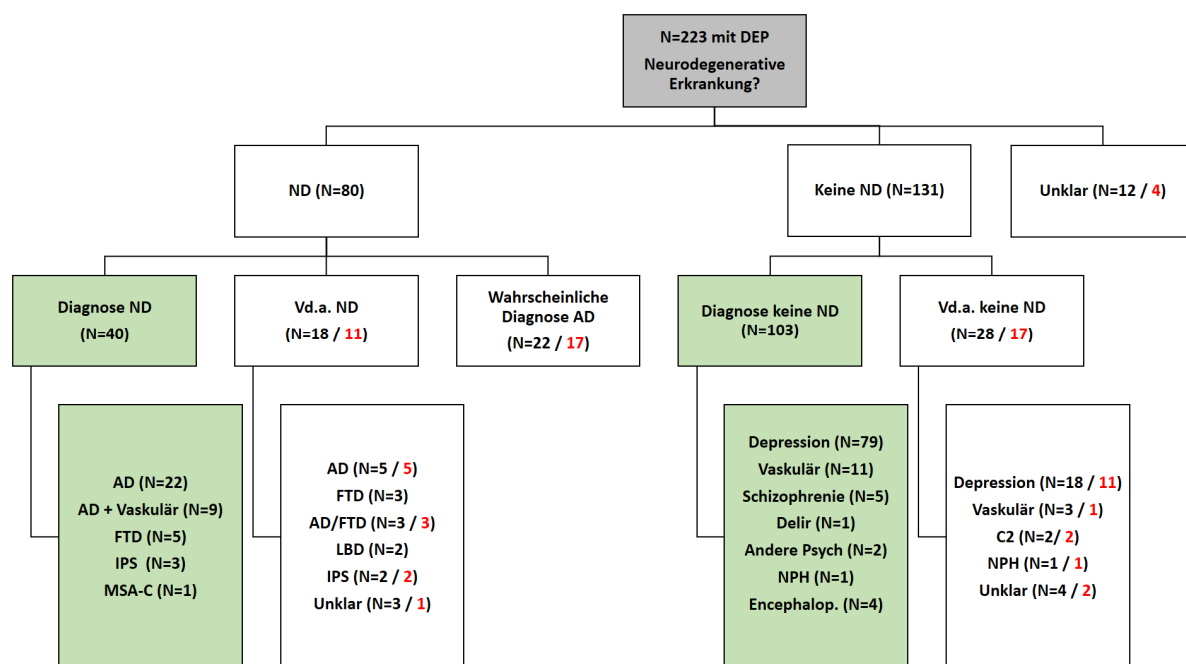 N=223 mit DEP
Neurodegenerative
Erkrankung?
ND (N=80)
Keine ND (N=131)
Unklar (N=12 / 4)
Diagnose ND
(N=40)
Vd.a. ND
(N=18 / 11)
Wahrscheinliche
Diagnose AD
(N=22 / 17)
Diagnose keine ND
(N=103)
Vd.a. keine ND
(N=28 / 17)
AD (N=22)
AD + Vaskulär (N=9)
FTD (N=5)
IPS (N=3)
MSA-C (N=1)
AD (N=5 / 5)
FTD (N=3)
AD/FTD (N=3 / 3)
LBD (N=2)
IPS (N=2 / 2)
Unklar (N=3 / 1)
Depression (N=79)
Vaskulär (N=11)
Schizophrenie (N=5)
Delir (N=1)
Andere Psych (N=2)
NPH (N=1)
Encephalop. (N=4)
Depression (N=18 / 11)
Vaskulär (N=3 / 1)
C2 (N=2/ 2)
NPH (N=1 / 1)
Unklar (N=4 / 2)